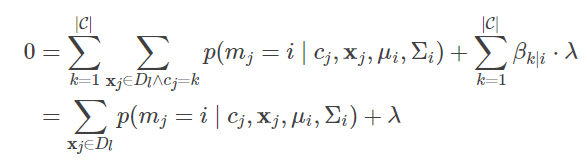 $0 = \sum_{k=1}^{|\mathcal{C}|} \sum_{\mathbf{x}_j \in D_l \wedge c_j = k} p(m_j = i \mid c_j, \mathbf{x}_j, \mu_i, \Sigma_i) + \sum_{k=1}^{|\mathcal{C}|} \beta_{k|i} \cdot \lambda$
$= \sum_{\mathbf{x}_j \in D_l} p(m_j = i \mid c_j, \mathbf{x}_j, \mu_i, \Sigma_i) + \lambda$